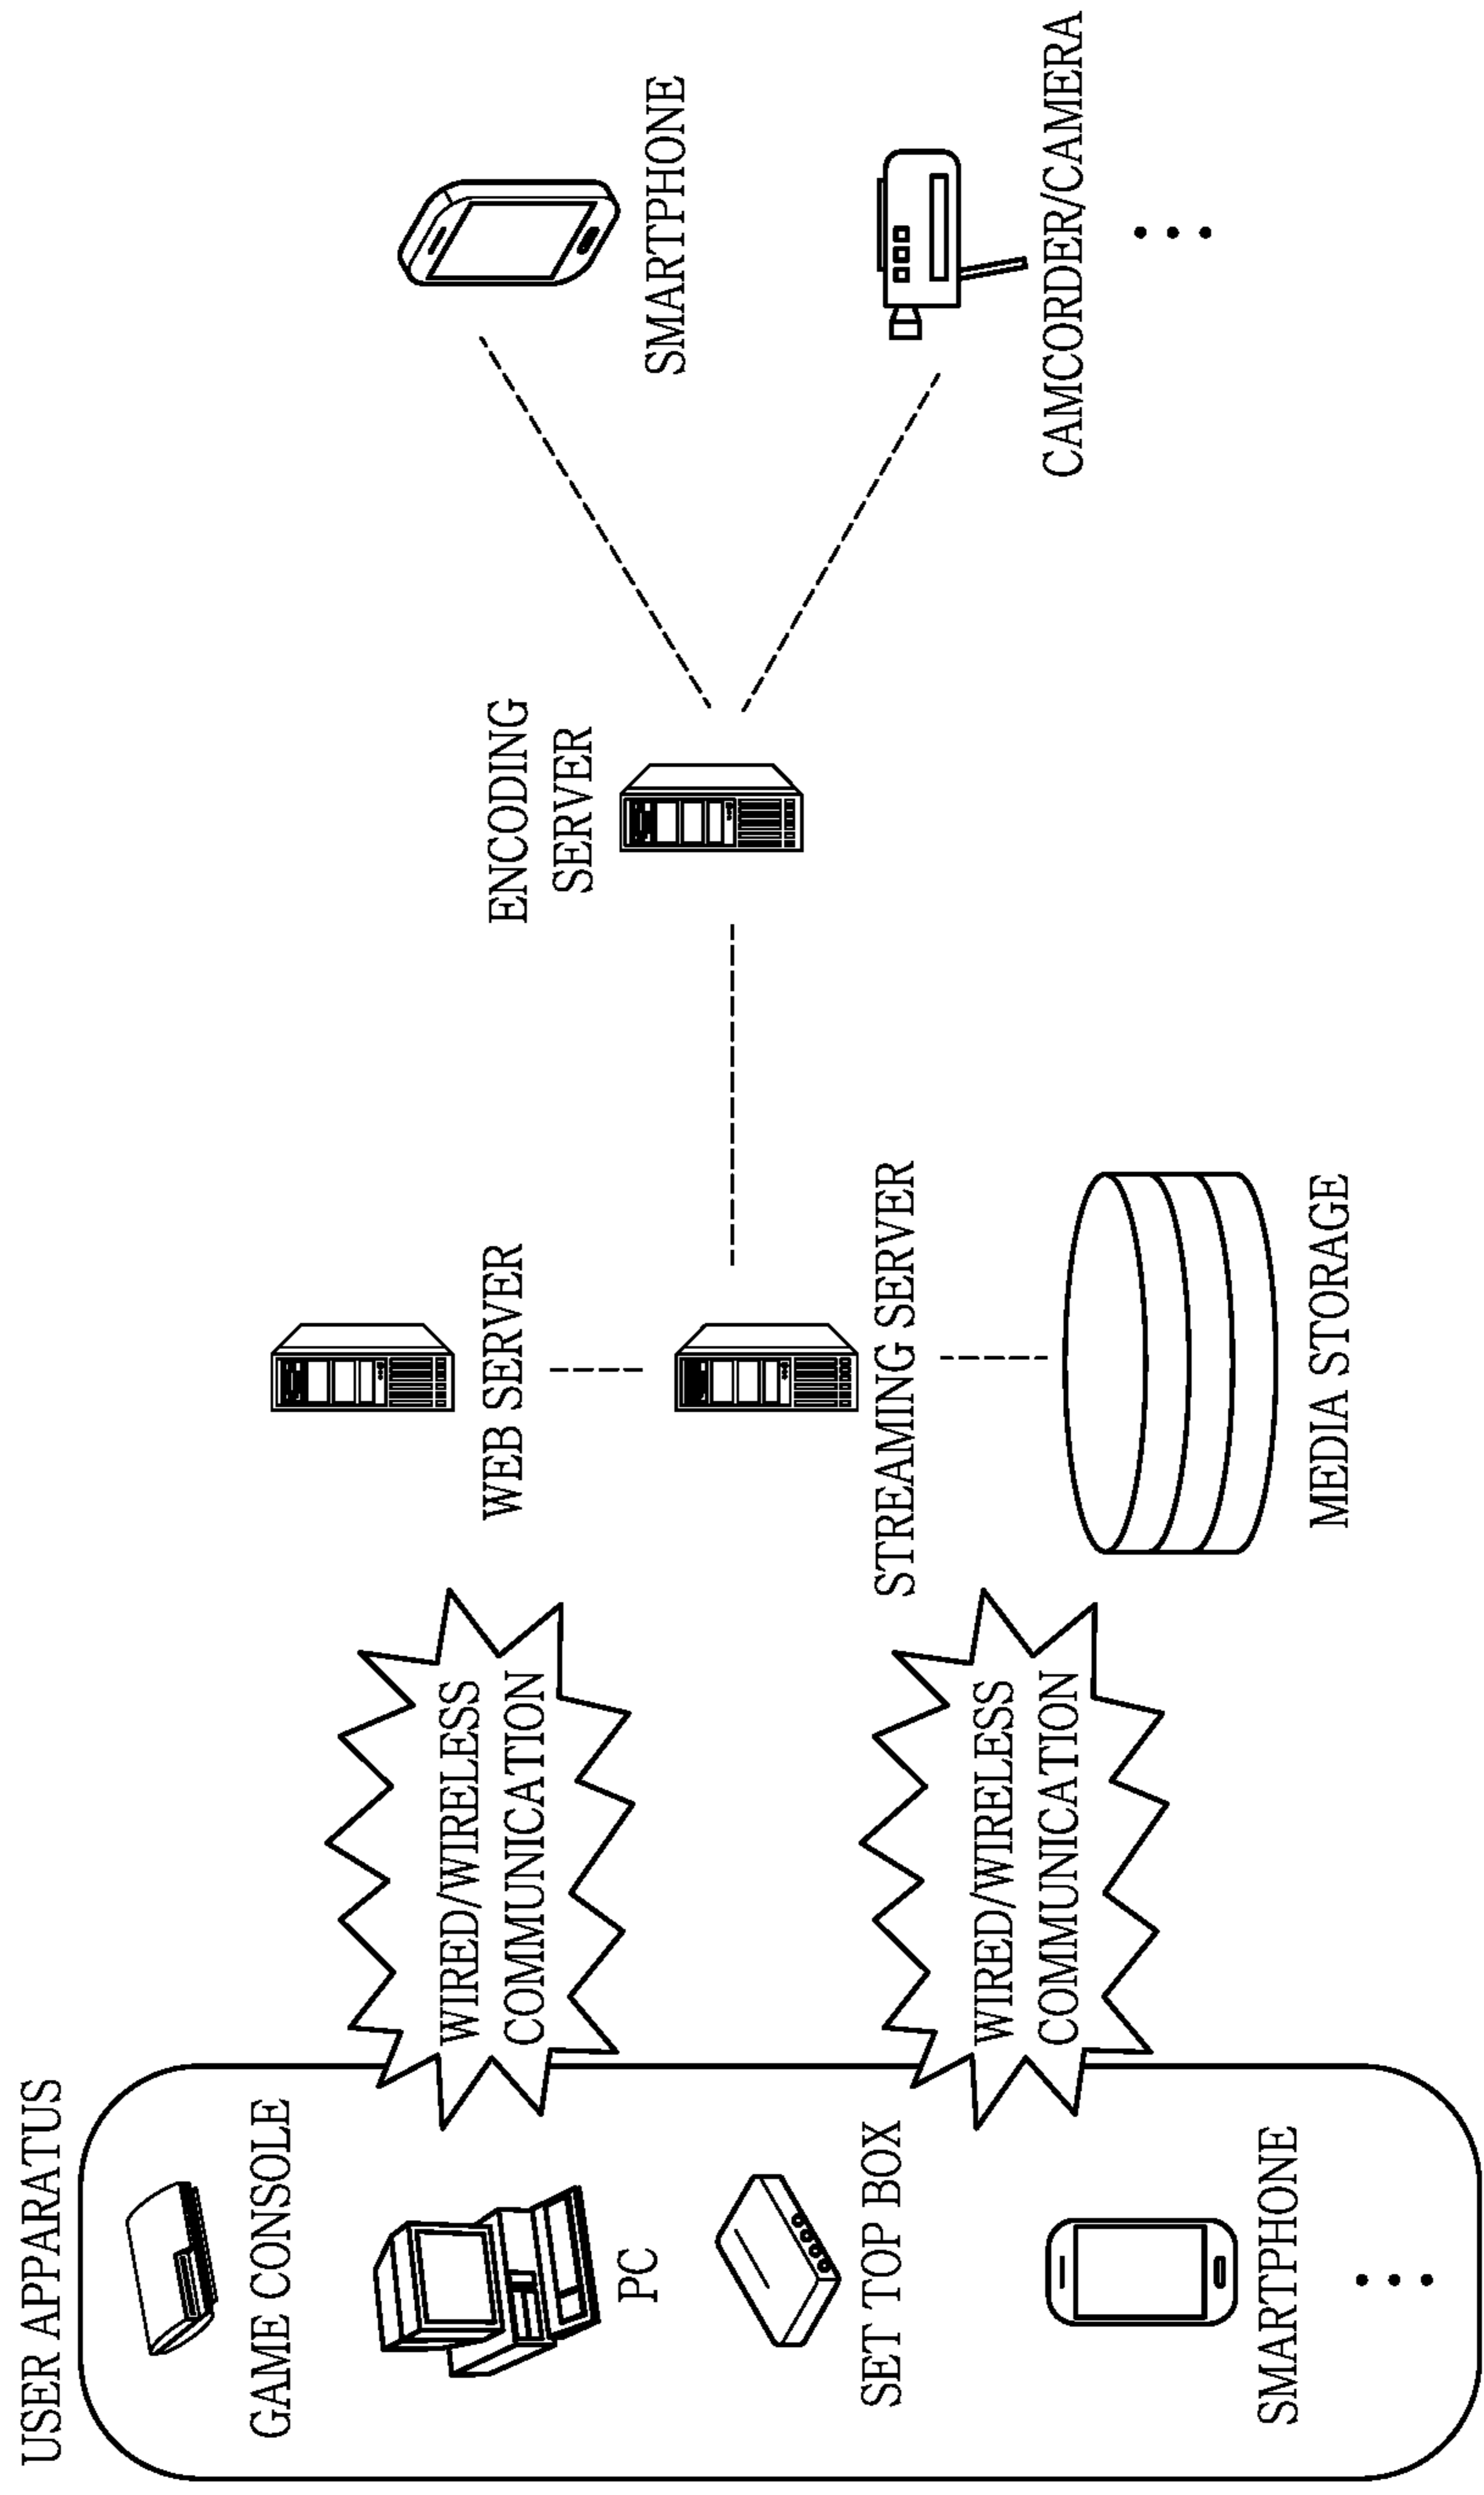 USER APPARATUS
GAME CONSOLE
PC
SET TOP BOX
SMARTPHONE
WIRED/WIRELESS
COMMUNICATION
WIRED/WIRELESS
COMMUNICATION
WEB SERVER
STREAMING SERVER
MEDIA STORAGE
ENCODING
SERVER
SMARTPHONE
CAMCORDER/CAMERA